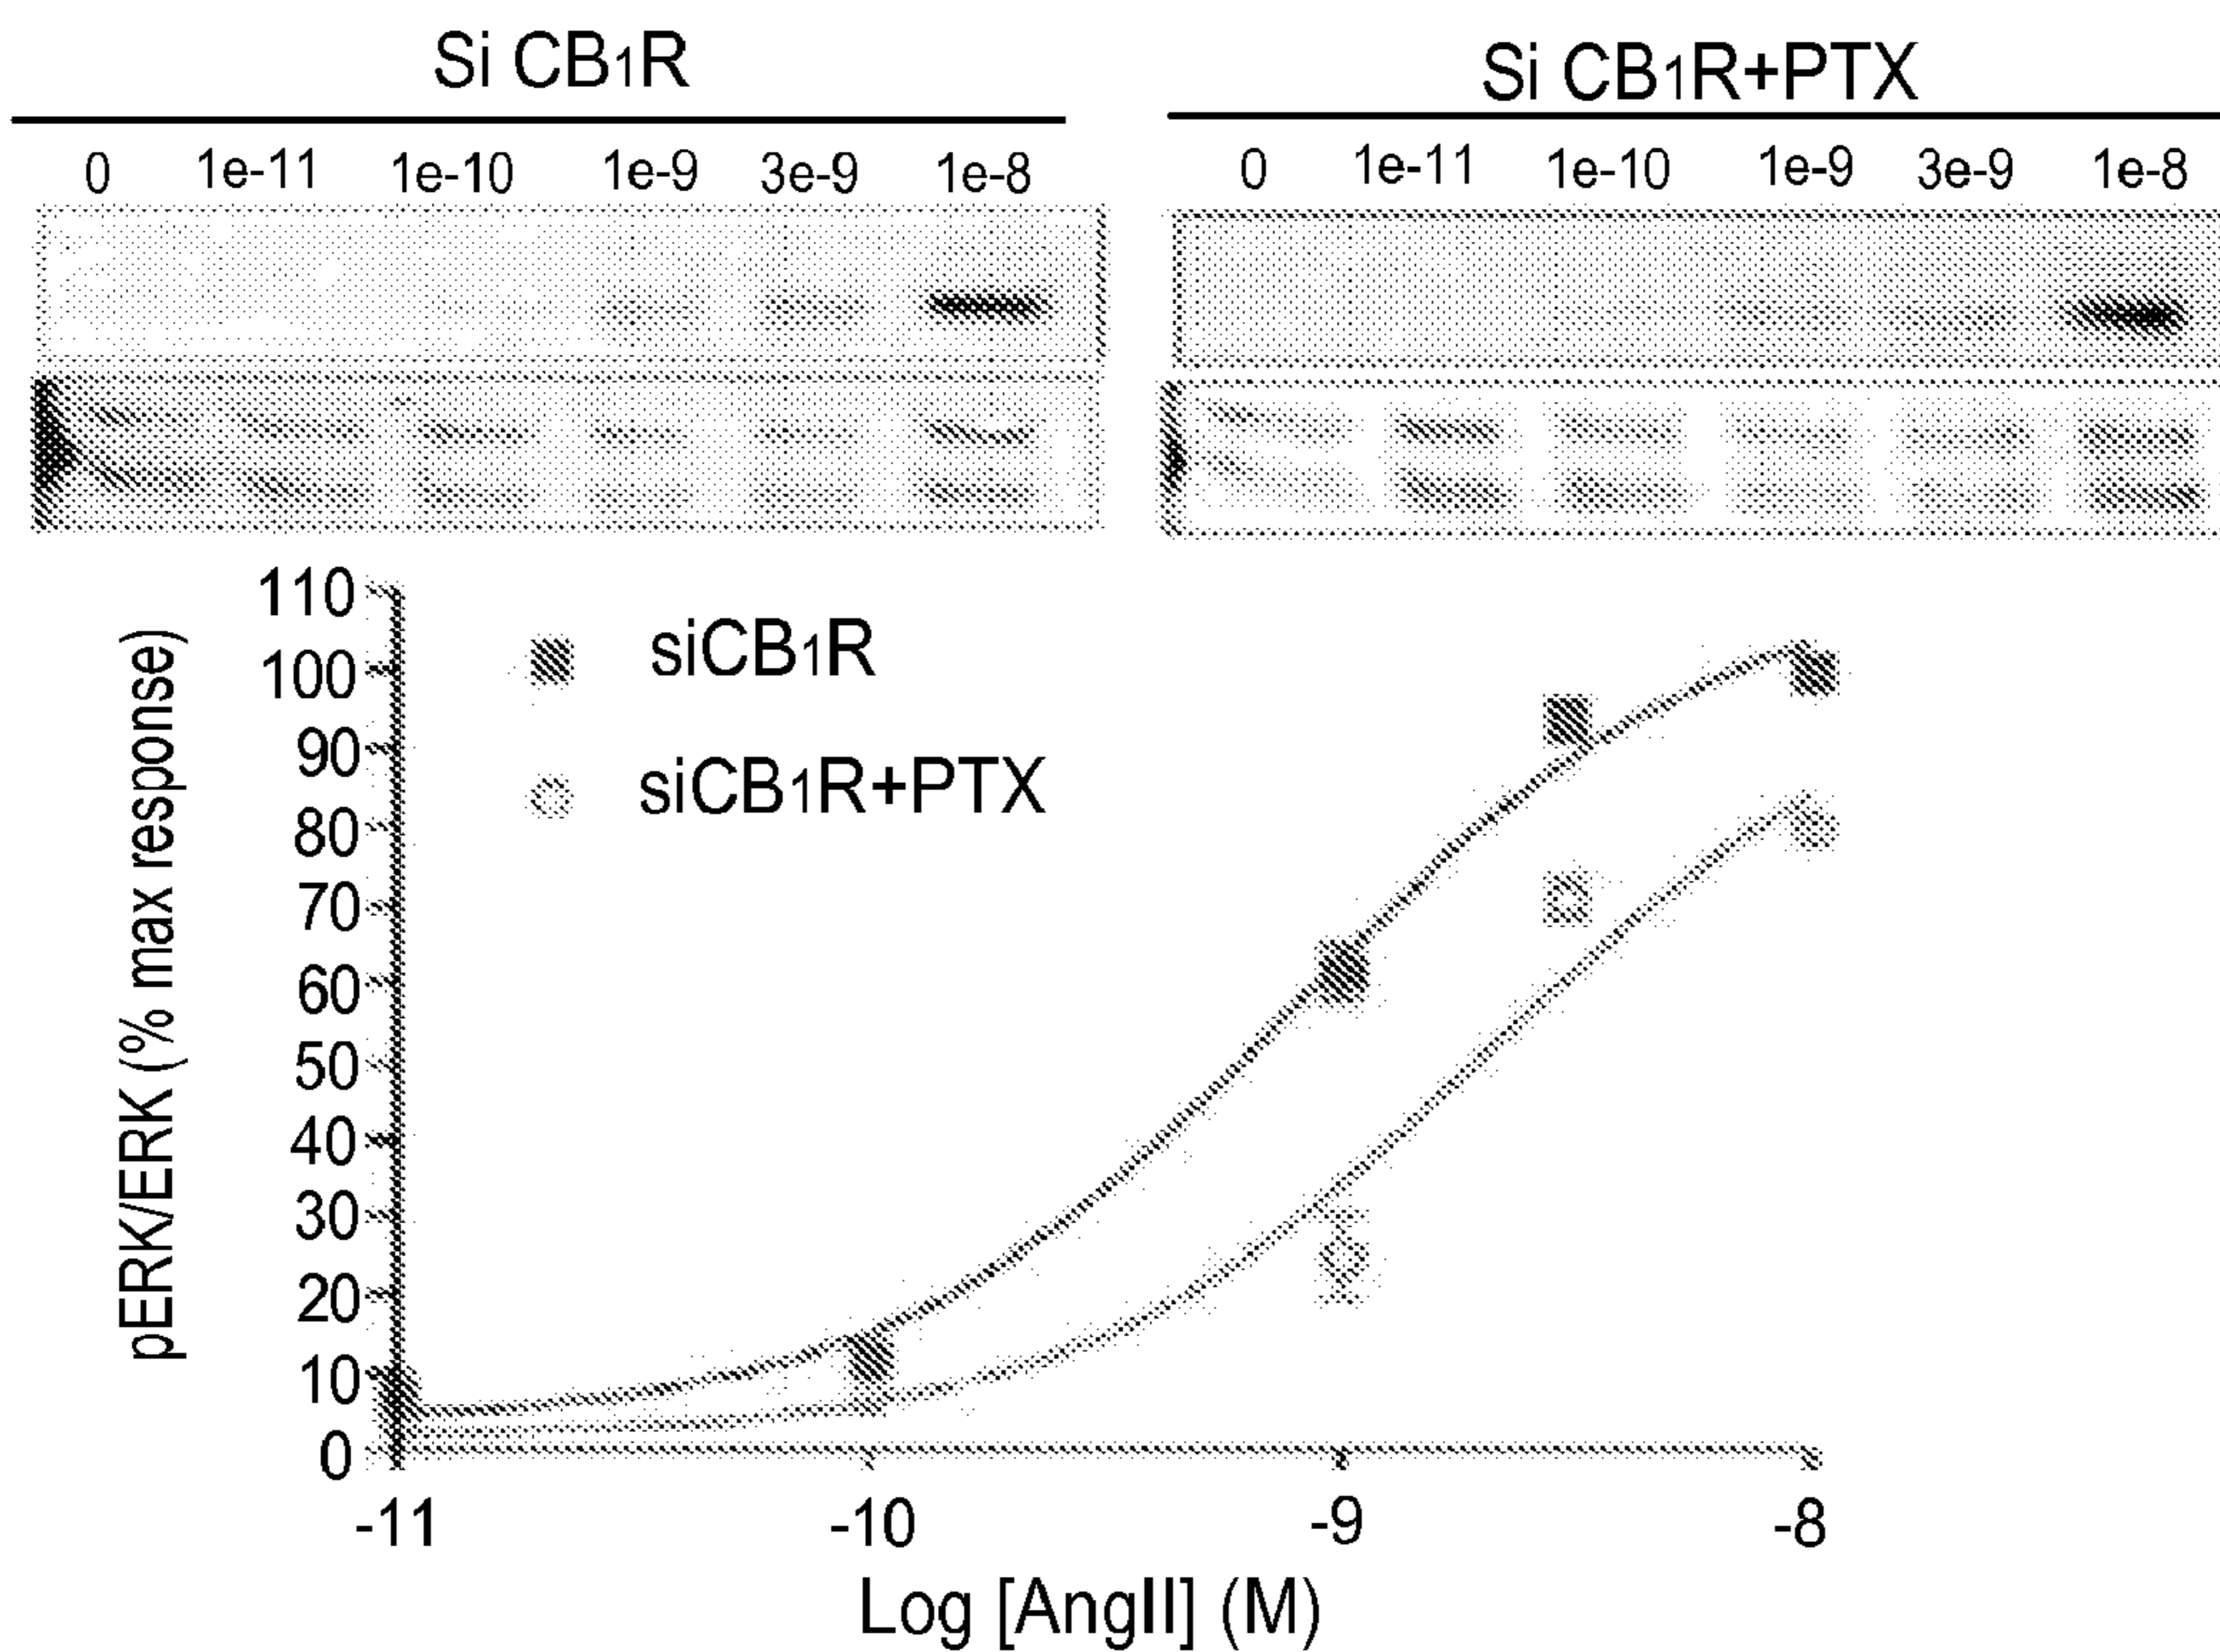 Si CB1R
Si CB1R+PTX
0 1e-11 1e-10 1e-9 3e-9 1e-8
0 1e-11 1e-10 1e-9 3e-9 1e-8
110
100
90
80
70
60
50
40
30
20
10
0
pERK/ERK (% max response)
siCB1R
siCB1R+PTX
-11 -10 -9 -8
Log [AngII] (M)